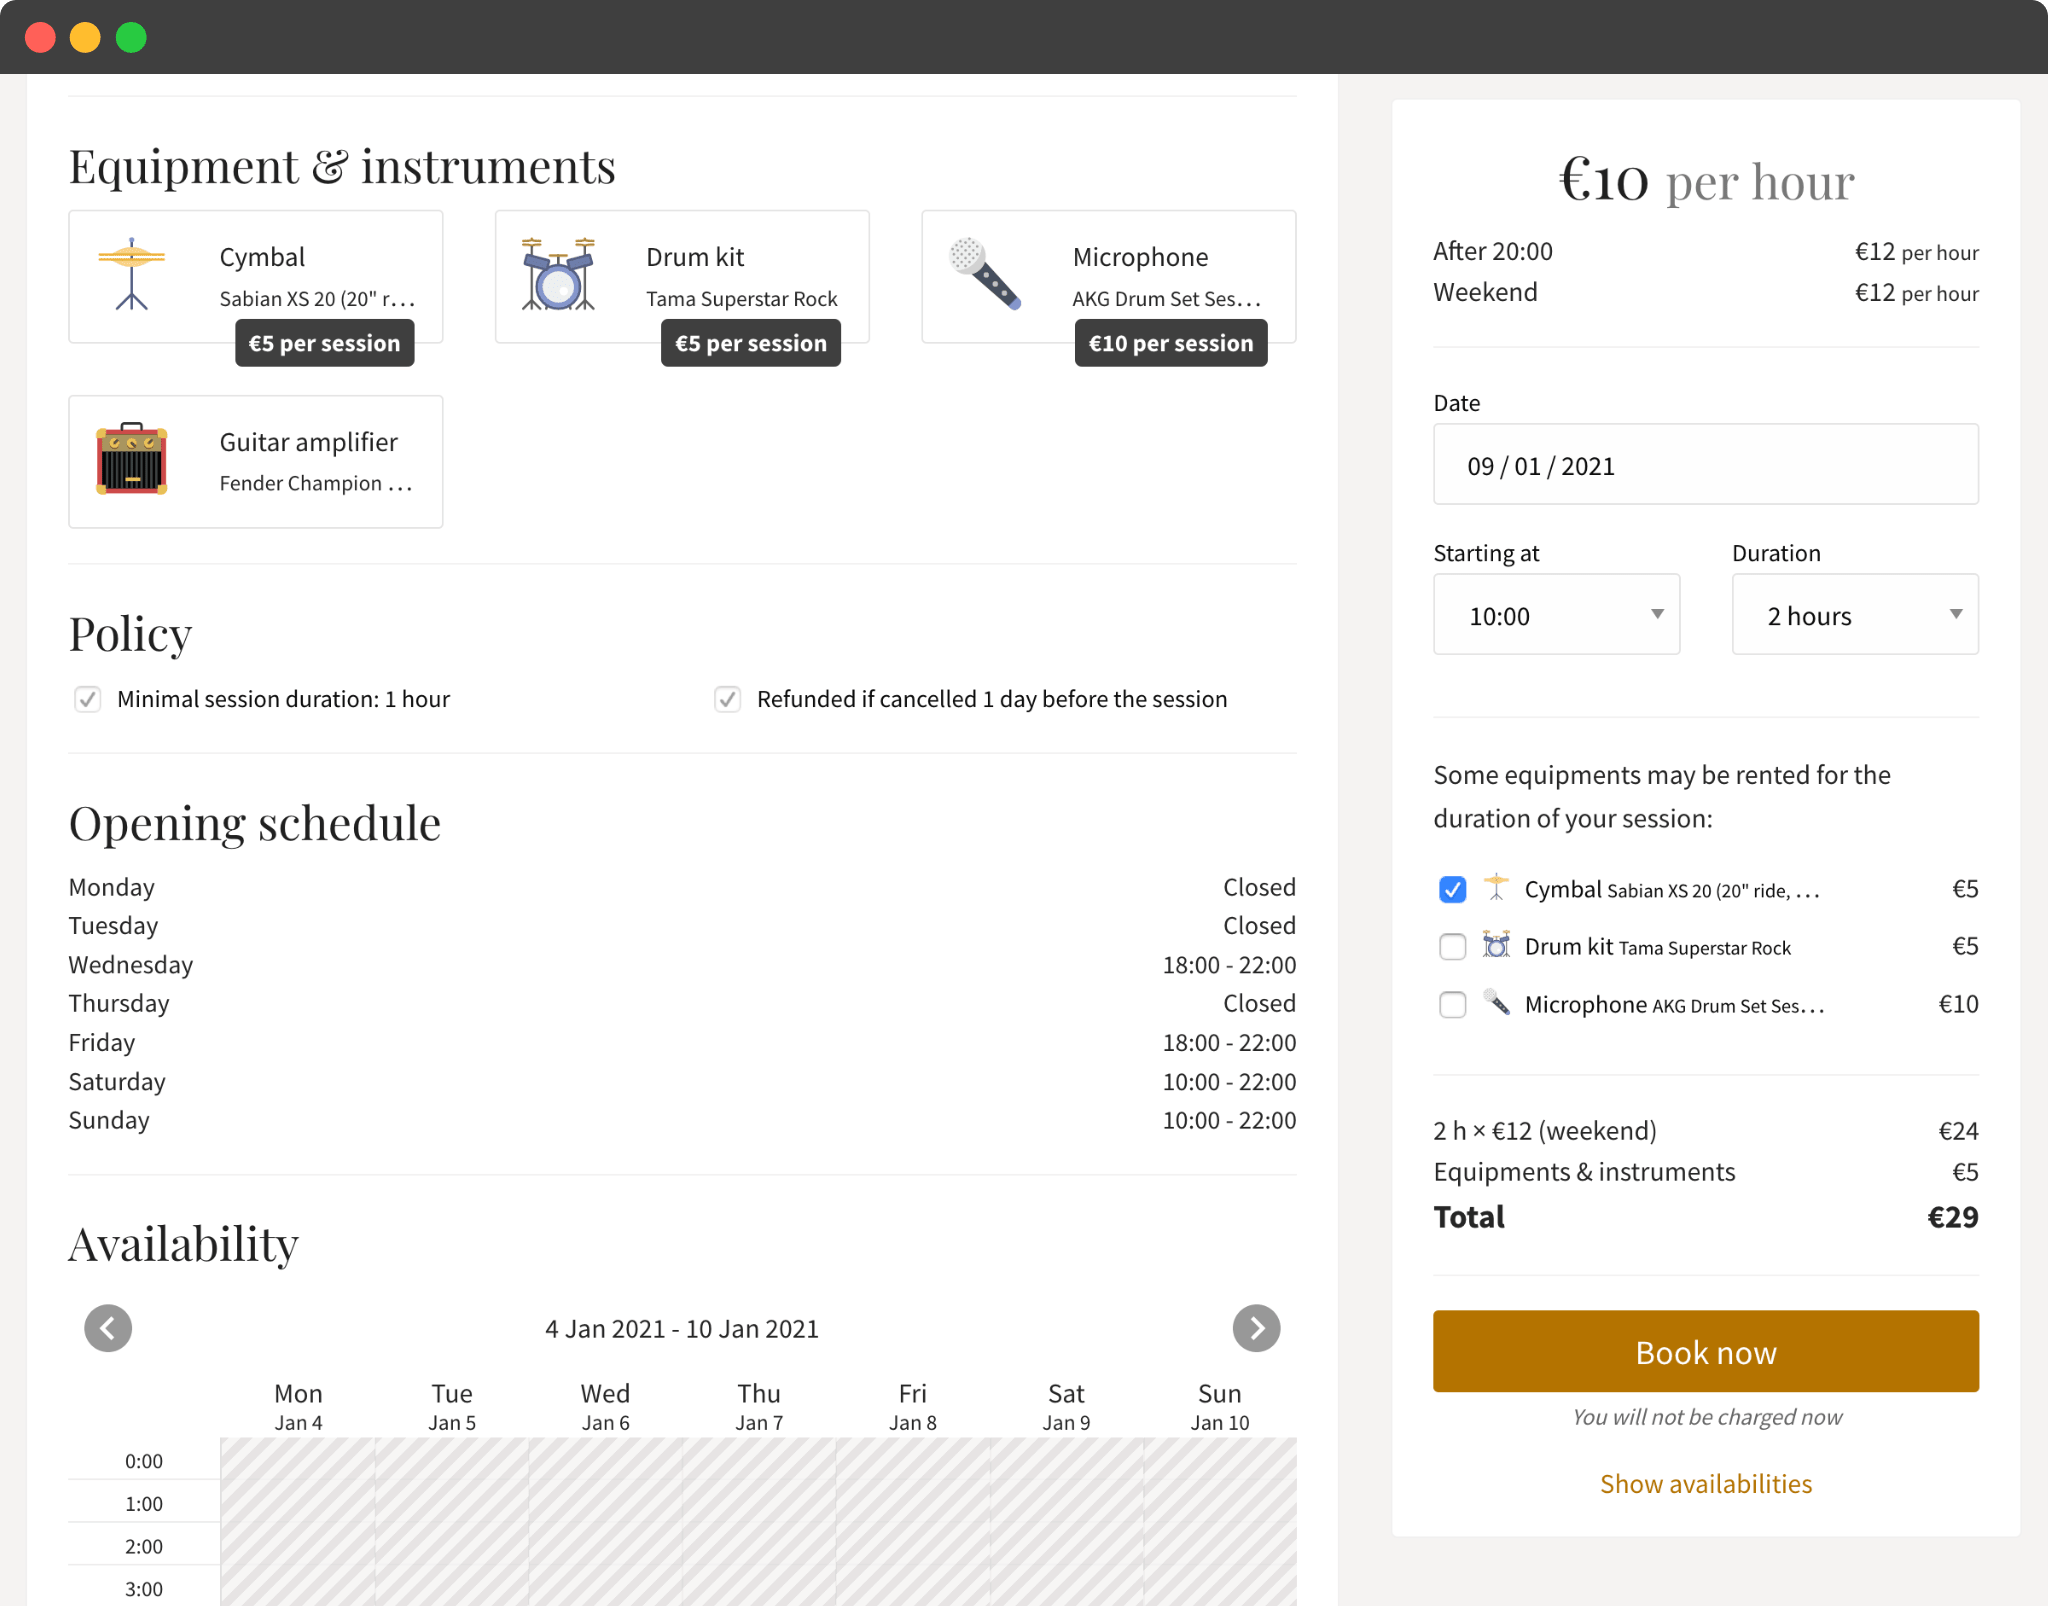 Equipment & instruments
Cymbal
Sabian XS 20 (20" r...
€5 per session
Drum kit
Tama Superstar Rock
€5 per session
Microphone
AKG Drum Set Ses...
€10 per session
Guitar amplifier
Fender Champion ...
Policy
Minimal session duration: 1 hour
Refunded if cancelled 1 day before the session
Opening schedule
Monday Closed
Tuesday Closed
Wednesday 18:00 - 22:00
Thursday Closed
Friday 18:00 - 22:00
Saturday 10:00 - 22:00
Sunday 10:00 - 22:00
Availability
4 Jan 2021 - 10 Jan 2021
Mon Tue Wed Thu Fri Sat Sun
Jan 4 Jan 5 Jan 6 Jan 7 Jan 8 Jan 9 Jan 10
0:00
1:00
2:00
3:00
€10 per hour
After 20:00 €12 per hour
Weekend €12 per hour
Date
09 / 01 / 2021
Starting at Duration
10:00 2 hours
Some equipments may be rented for the
duration of your session:
Cymbal Sabian XS 20 (20" ride, ... €5
Drum kit Tama Superstar Rock €5
Microphone AKG Drum Set Ses... €10
2 h × €12 (weekend) €24
Equipments & instruments €5
Total €29
Book now
You will not be charged now
Show availabilities